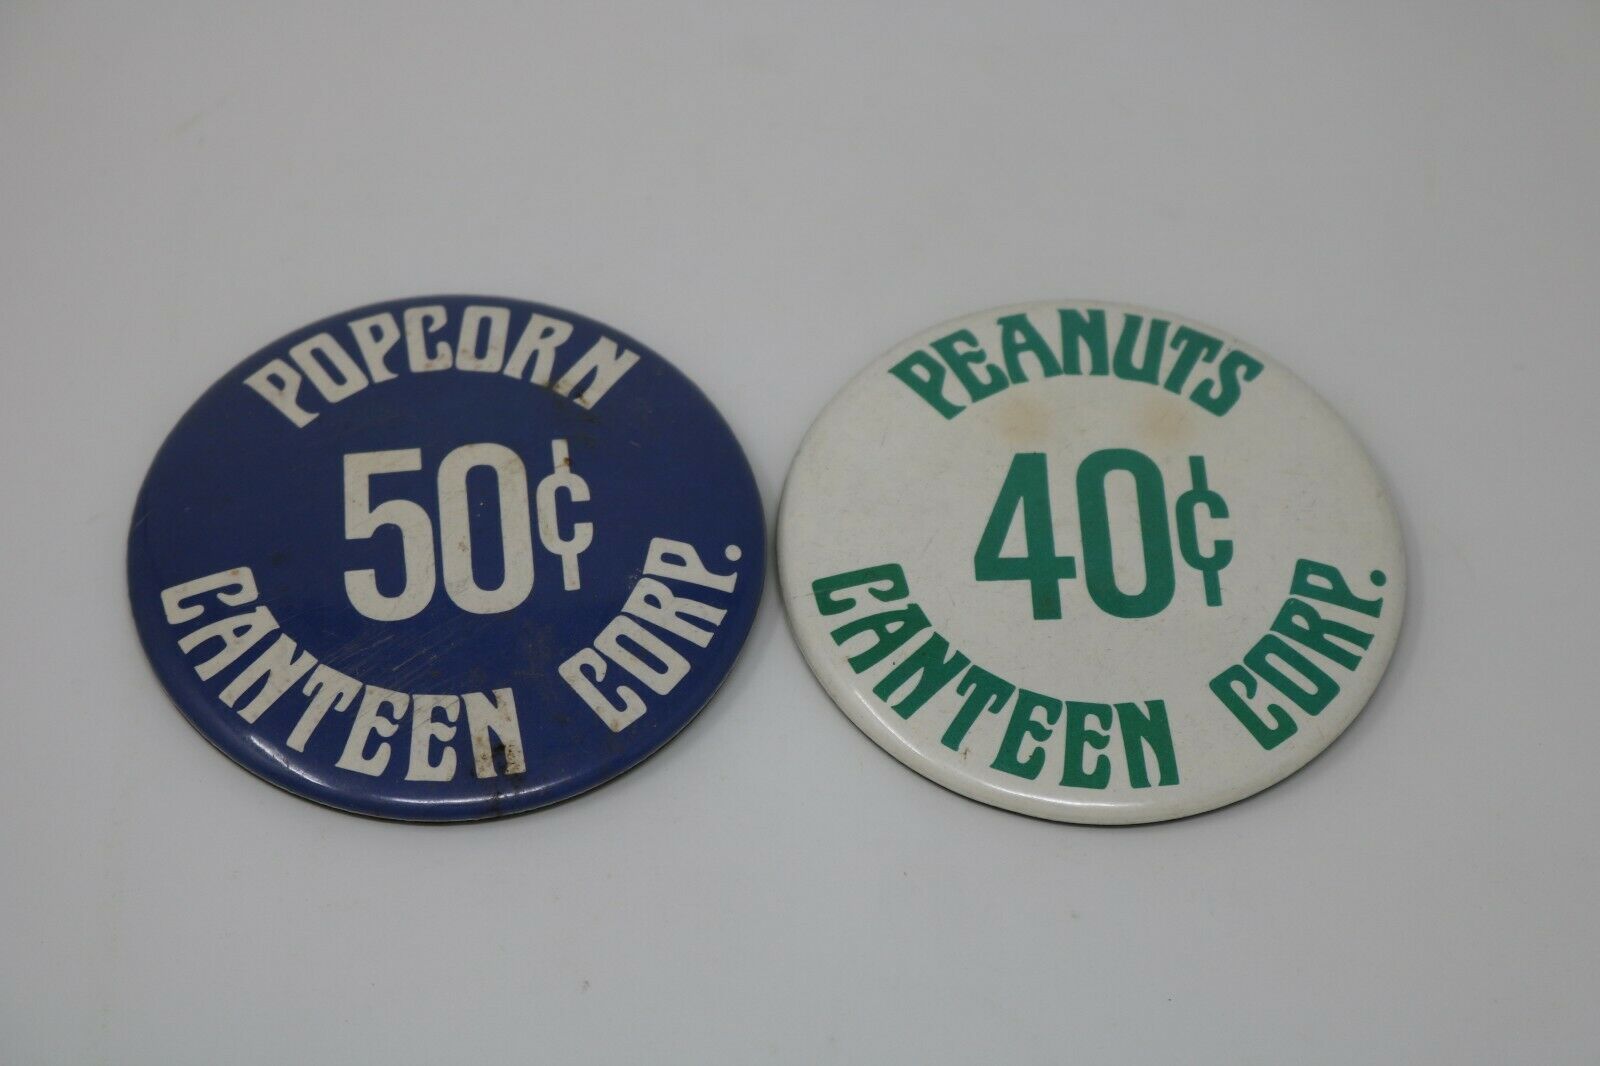 POPCORN
50¢
CANTEEN CORP.
PEANUTS
40¢
CANTEEN CORP.